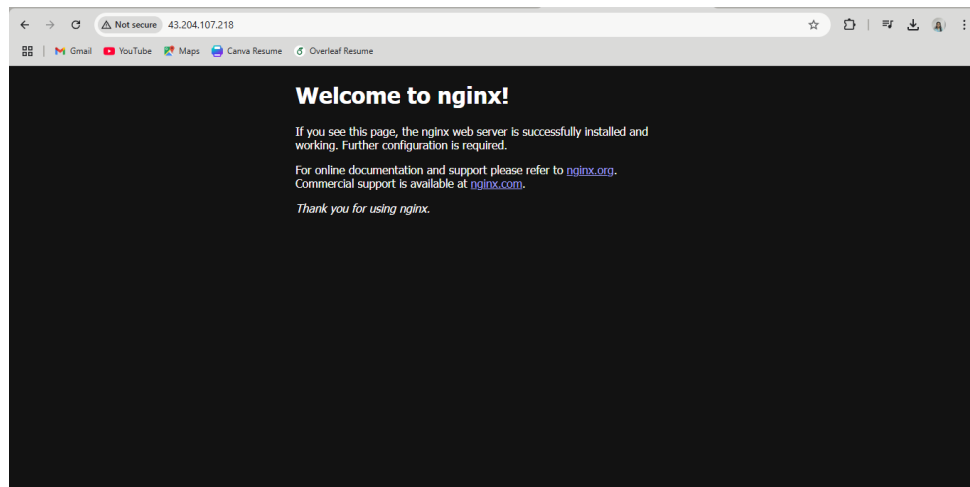 Not secure 43.204.107.218
Gmail YouTube Maps Canva Resume Overleaf Resume
Welcome to nginx!
If you see this page, the nginx web server is successfully installed and
working. Further configuration is required.
For online documentation and support please refer to nginx.org.
Commercial support is available at nginx.com.
Thank you for using nginx.